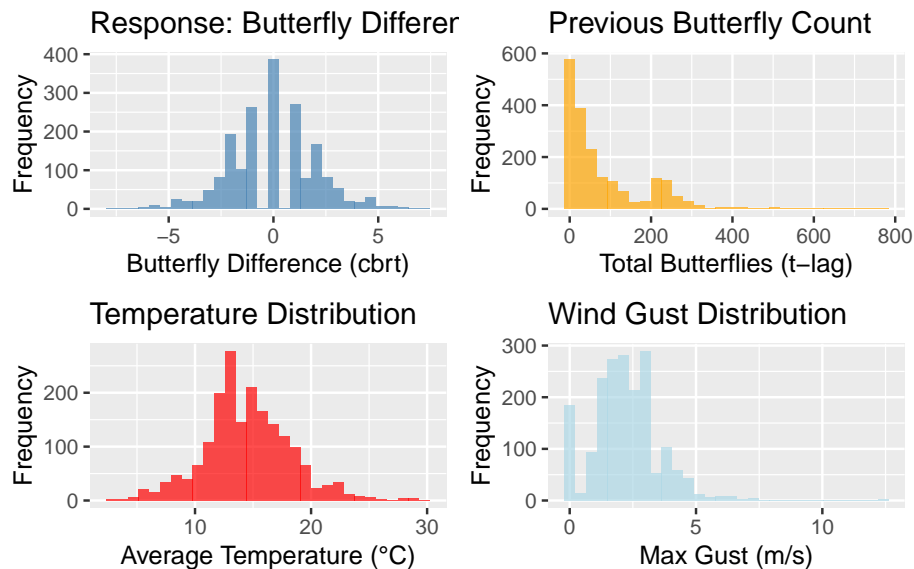 Response: Butterfly Differen
400
300
200
100
0
Frequency
−5
0
5
Butterfly Difference (cbrt)
Previous Butterfly Count
600
400
200
0
Frequency
0
200
400
600
800
Total Butterflies (t−lag)
Temperature Distribution
200
100
0
Frequency
10
20
30
Average Temperature (°C)
Wind Gust Distribution
300
200
100
0
Frequency
0
5
10
Max Gust (m/s)